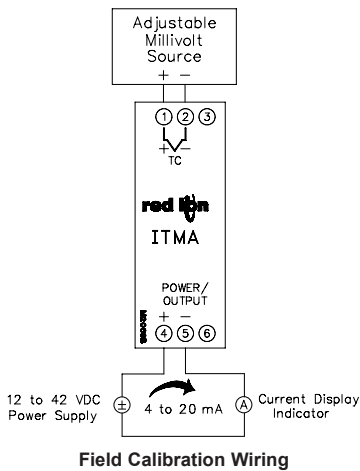 Adjustable
Millivolt
Source
+ −
1 2 3
+ −
TC
red lion
ITMA
POWER/
OUTPUT
+ −
4 5 6
12 to 42 VDC
Power Supply
±
4 to 20 mA
A
Current Display
Indicator
Field Calibration Wiring